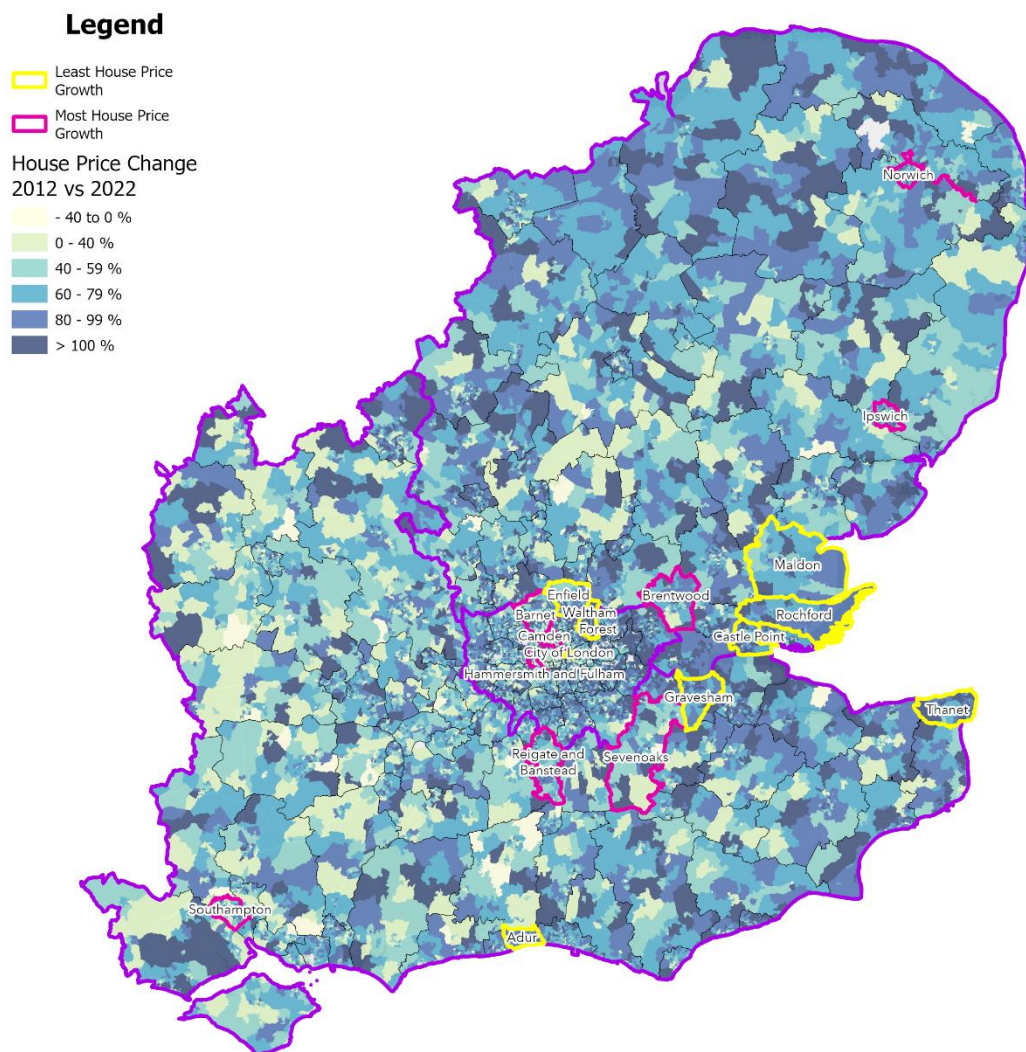 Legend
Least House Price
Growth
Most House Price
Growth
House Price Change
2012 vs 2022
- 40 to 0 %
0 - 40 %
40 - 59 %
60 - 79 %
80 - 99 %
> 100 %
Norwich
Ipswich
Maldon
Enfield
Brentwood
Barnet
Waltham
Forest
Rochford
Camden
Castle Point
City of London
Hammersmith and Fulham
Gravesham
Thanet
Reigate and
Banstead
Sevenoaks
Southampton
Adur